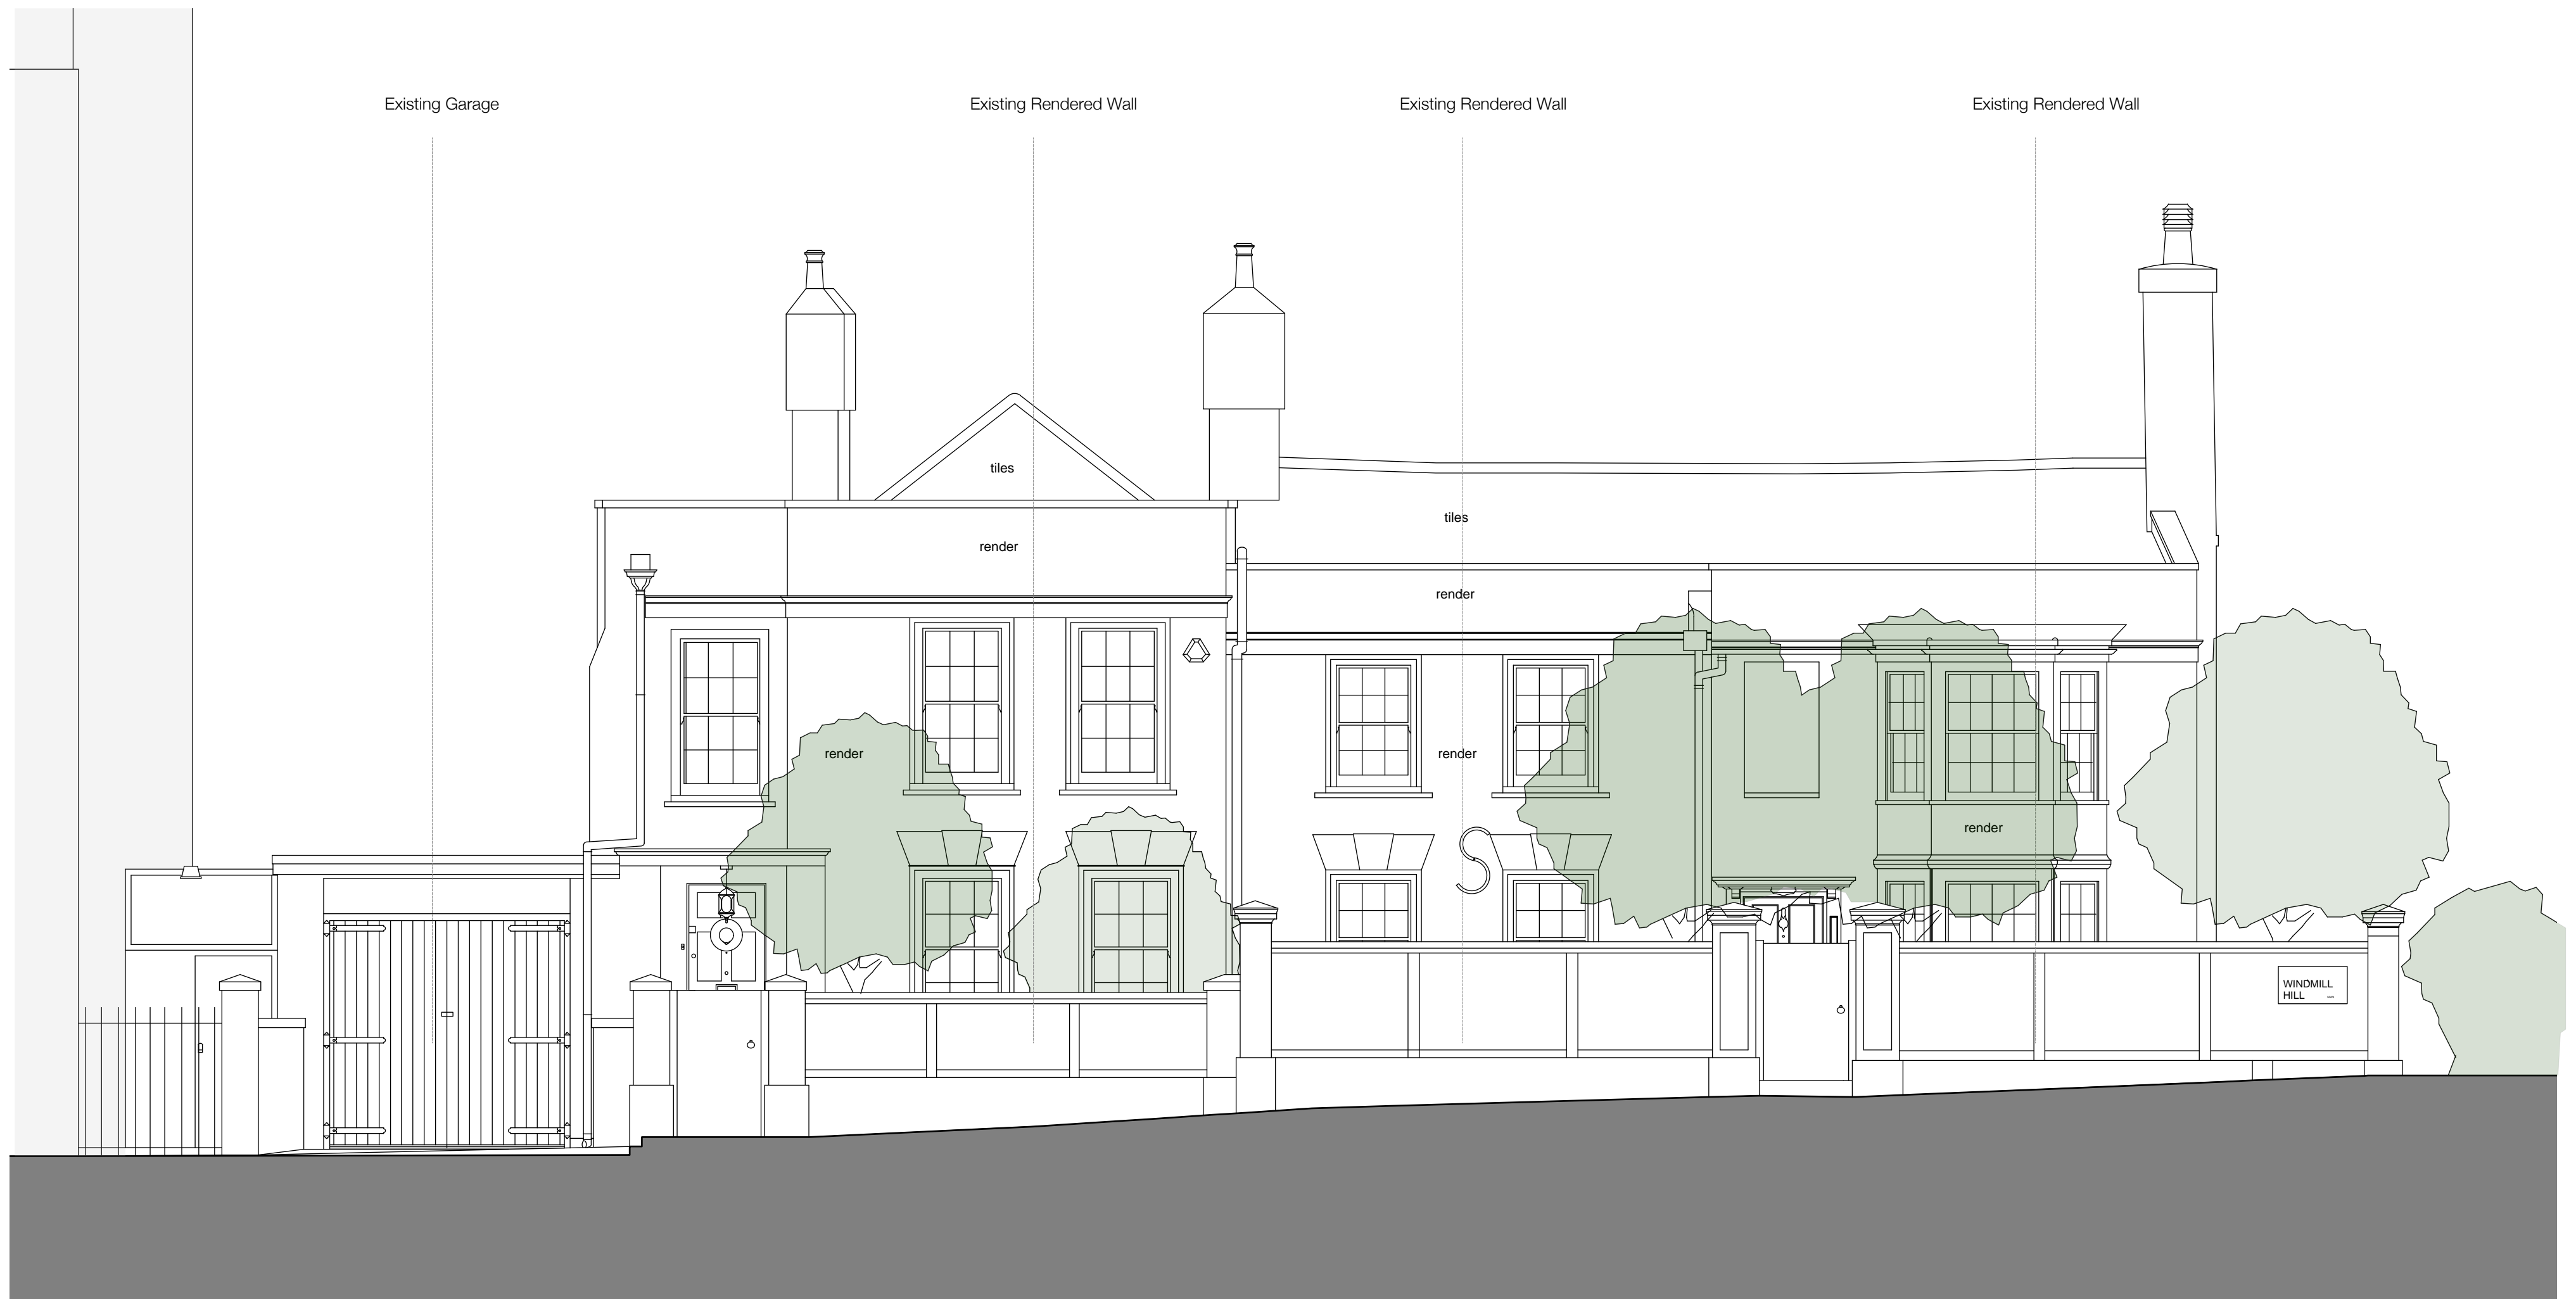 Existing Garage
Existing Rendered Wall
Existing Rendered Wall
Existing Rendered Wall
tiles
tiles
render
render
render
render
render
WINDMILL
HILL